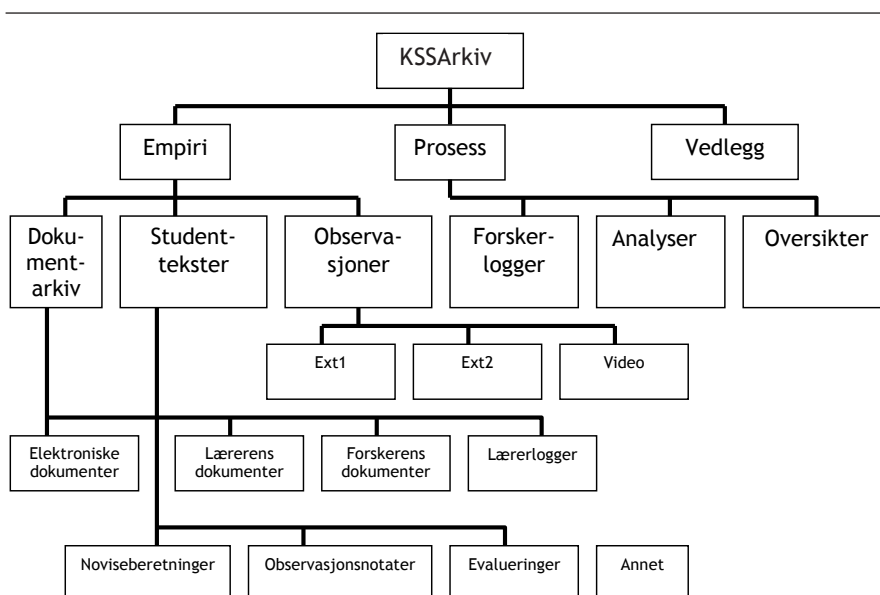 KSSArkiv
Empiri
Prosess
Vedlegg
Doku-
ment-
arkiv
Student-
tekster
Observa-
sjoner
Forsker-
logger
Analyser
Oversikter
Ext1
Ext2
Video
Elektroniske
dokumenter
Lærerens
dokumenter
Forskerens
dokumenter
Lærerlogger
Noviseberetninger
Observasjonsnotater
Evalueringer
Annet